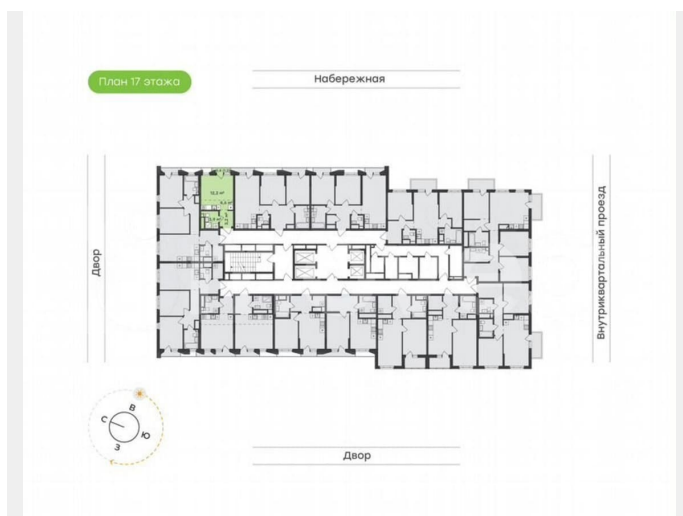 План 17 этажа
Набережная
Двор
Внутриквартальный проезд
С
В
Ю
З
Двор